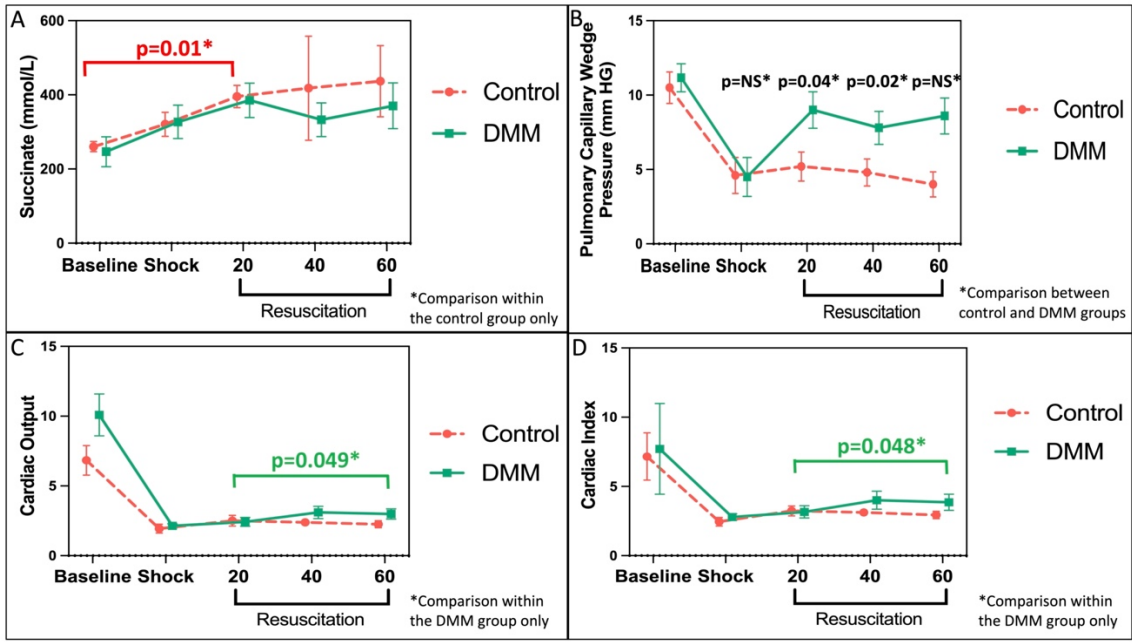 A
p=0.01*
Succinate (mmol/L)
600
400
200
0
Baseline Shock 20 40 60
Resuscitation
Control
DMM
*Comparison within
the control group only
B
Pulmonary Capillary Wedge
Pressure (mm HG)
15
10
5
0
p=NS* p=0.04* p=0.02* p=NS*
Baseline Shock 20 40 60
Resuscitation
Control
DMM
*Comparison between
control and DMM groups
C
Cardiac Output
15
10
5
0
p=0.049*
Baseline Shock 20 40 60
Resuscitation
Control
DMM
*Comparison within
the DMM group only
D
Cardiac Index
15
10
5
0
p=0.048*
Baseline Shock 20 40 60
Resuscitation
Control
DMM
*Comparison within
the DMM group only